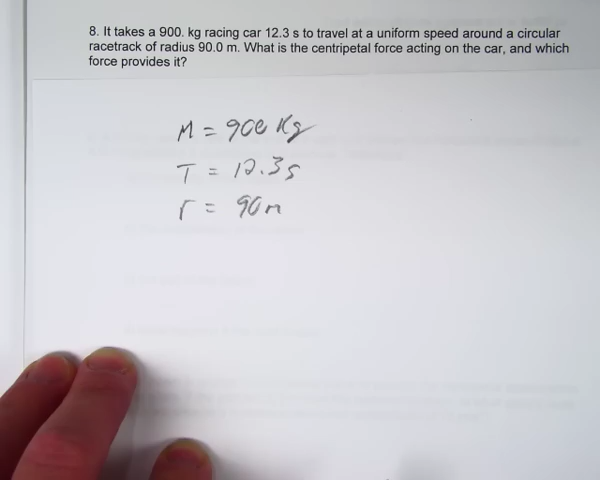 8. It takes a 900. kg racing car 12.3 s to travel at a uniform speed around a circular
racetrack of radius 90.0 m. What is the centripetal force acting on the car, and which
force provides it?
M = 900 Kg
T = 12.3s
r = 90m